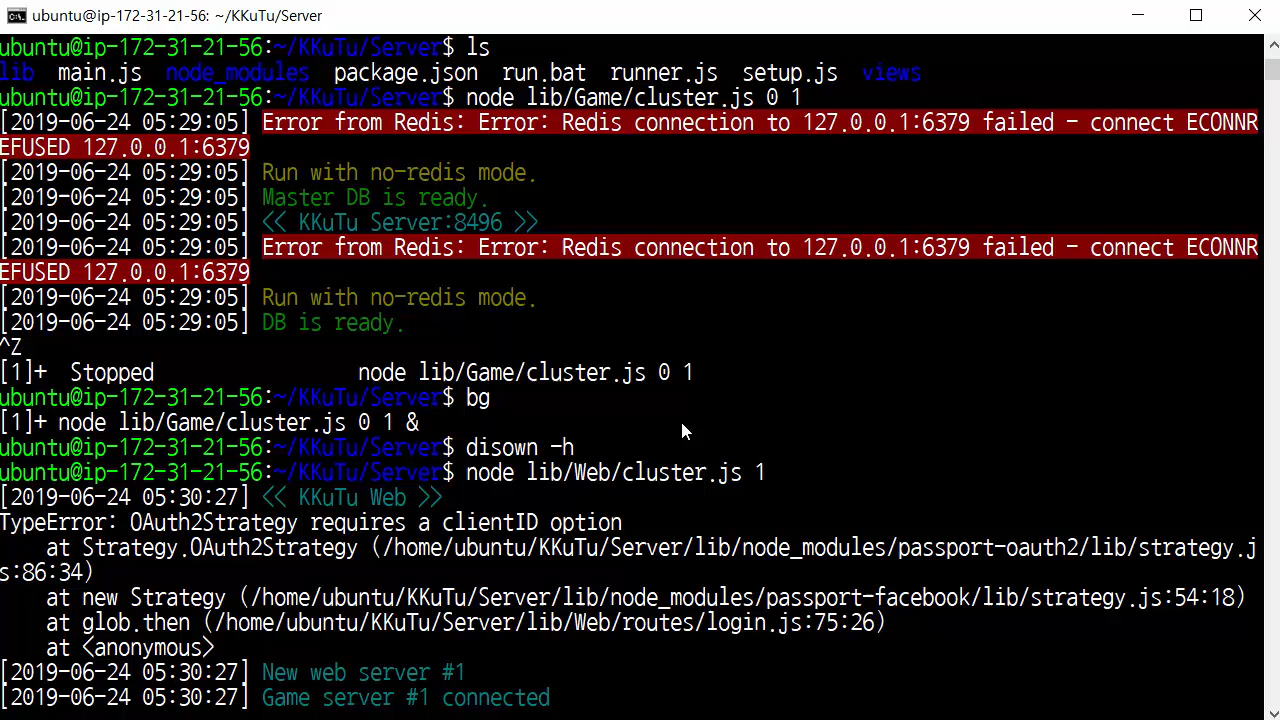 ubuntu@ip-172-31-21-56: ~/KKuTu/Server
ubuntu@ip-172-31-21-56:~/KKuTu/Server$ ls
lib  main.js  node_modules  package.json  run.bat  runner.js  setup.js  views
ubuntu@ip-172-31-21-56:~/KKuTu/Server$ node lib/Game/cluster.js 0 1
[2019-06-24 05:29:05] Error from Redis: Error: Redis connection to 127.0.0.1:6379 failed - connect ECONNR
EFUSED 127.0.0.1:6379
[2019-06-24 05:29:05] Run with no-redis mode.
[2019-06-24 05:29:05] Master DB is ready.
[2019-06-24 05:29:05] << KKuTu Server:8496 >>
[2019-06-24 05:29:05] Error from Redis: Error: Redis connection to 127.0.0.1:6379 failed - connect ECONNR
EFUSED 127.0.0.1:6379
[2019-06-24 05:29:05] Run with no-redis mode.
[2019-06-24 05:29:05] DB is ready.
^Z
[1]+  Stopped                 node lib/Game/cluster.js 0 1
ubuntu@ip-172-31-21-56:~/KKuTu/Server$ bg
[1]+ node lib/Game/cluster.js 0 1 &
ubuntu@ip-172-31-21-56:~/KKuTu/Server$ disown -h
ubuntu@ip-172-31-21-56:~/KKuTu/Server$ node lib/Web/cluster.js 1
[2019-06-24 05:30:27] << KKuTu Web >>
TypeError: OAuth2Strategy requires a clientID option
    at Strategy.OAuth2Strategy (/home/ubuntu/KKuTu/Server/lib/node_modules/passport-oauth2/lib/strategy.j
s:86:34)
    at new Strategy (/home/ubuntu/KKuTu/Server/lib/node_modules/passport-facebook/lib/strategy.js:54:18)
    at glob.then (/home/ubuntu/KKuTu/Server/lib/Web/routes/login.js:75:26)
    at <anonymous>
[2019-06-24 05:30:27] New web server #1
[2019-06-24 05:30:27] Game server #1 connected